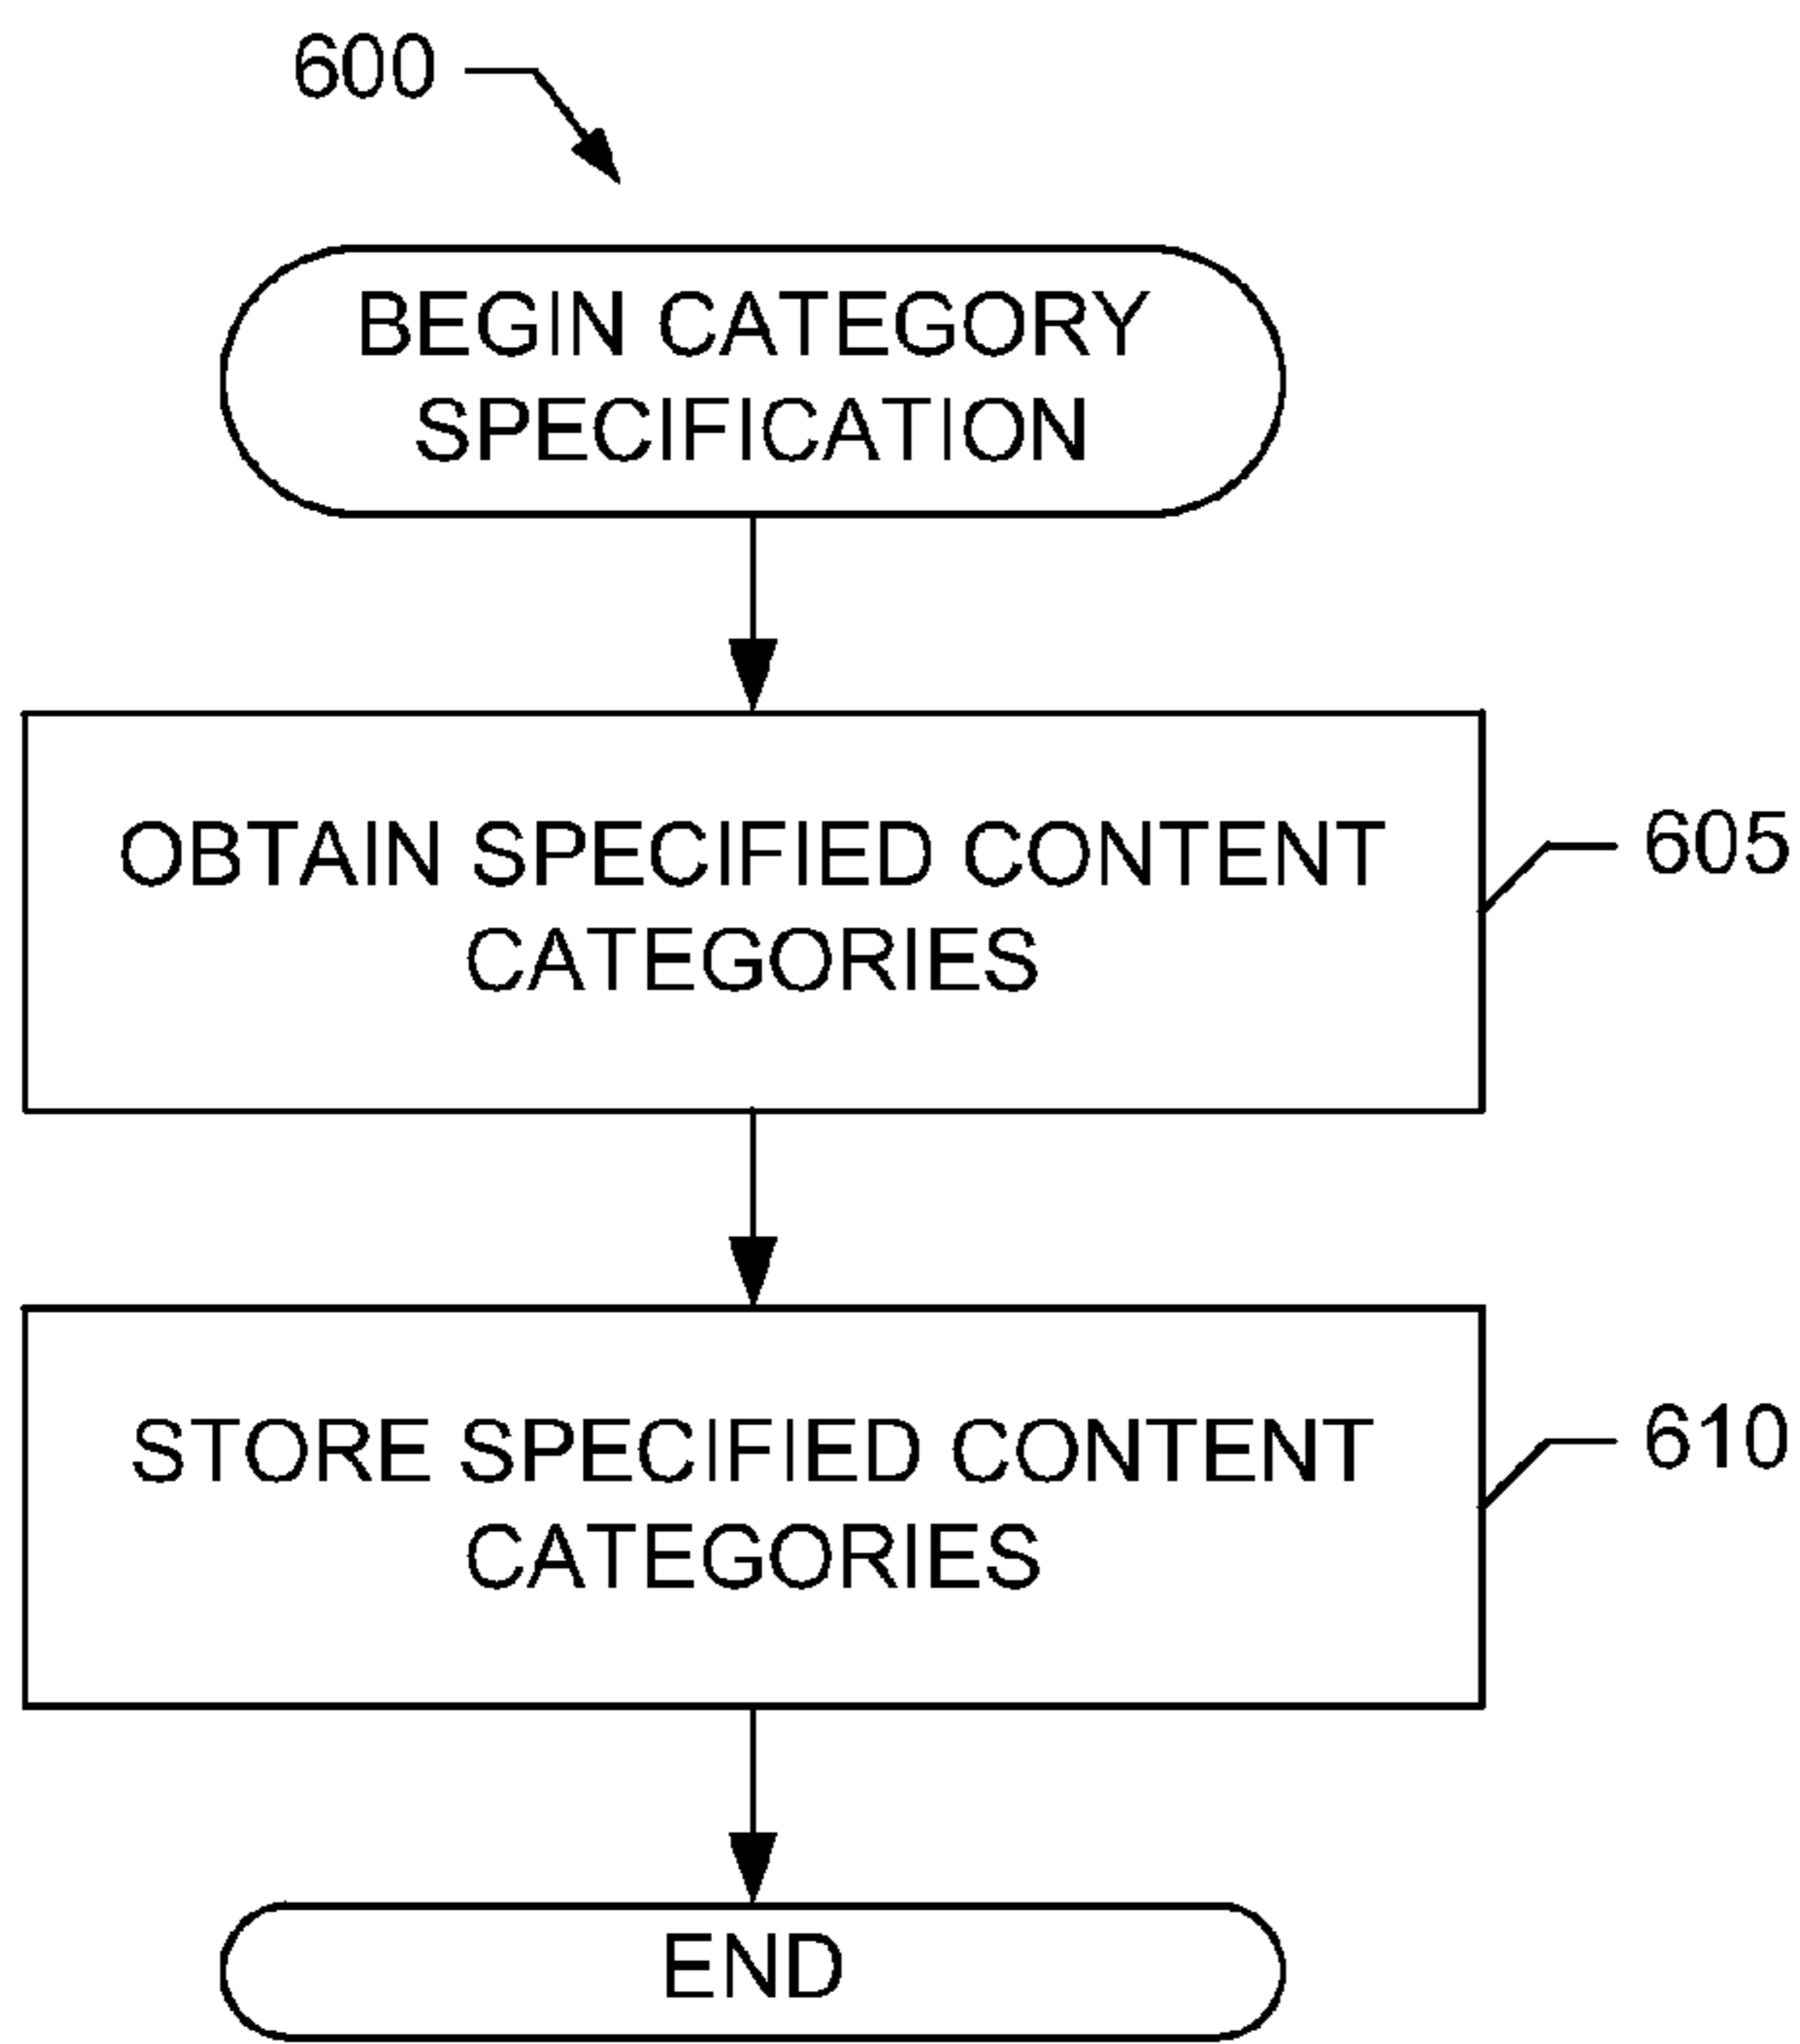 600
BEGIN CATEGORY
SPECIFICATION
OBTAIN SPECIFIED CONTENT
CATEGORIES
605
STORE SPECIFIED CONTENT
CATEGORIES
610
END